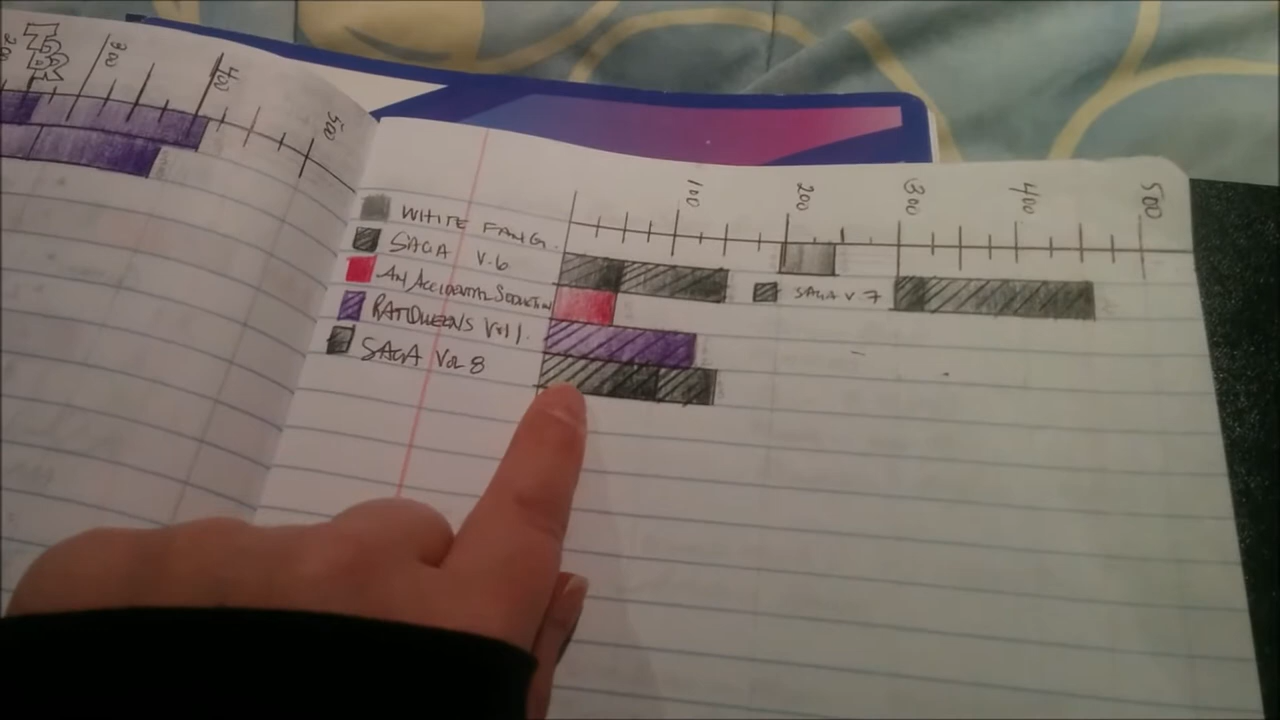 TBR
200 300 400 500
100 200 300 400 500
WHITE FANG.
SAGA V.6
AN ACCIDENTAL SEDUCTION
SAGA V.7
RATQUEENS Vol 1.
SAGA Vol 8